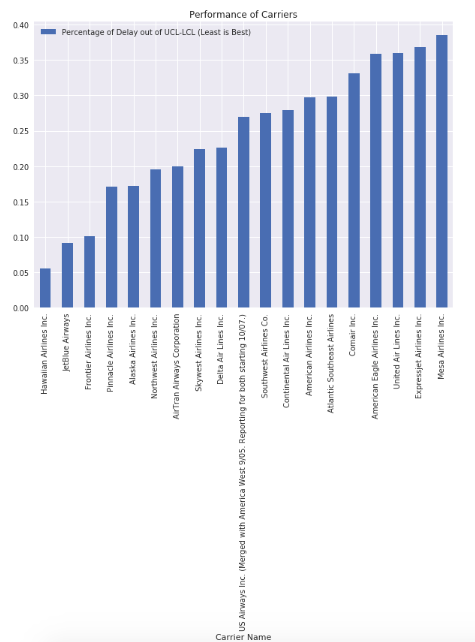 Performance of Carriers
Percentage of Delay out of UCL-LCL (Least is Best)
0.40
0.35
0.30
0.25
0.20
0.15
0.10
0.05
0.00
Hawaiian Airlines Inc.
JetBlue Airways
Frontier Airlines Inc.
Pinnacle Airlines Inc.
Alaska Airlines Inc.
Northwest Airlines Inc.
AirTran Airways Corporation
Skywest Airlines Inc.
Delta Air Lines Inc.
US Airways Inc. (Merged with America West 9/05. Reporting for both starting 10/07.)
Southwest Airlines Co.
Continental Air Lines Inc.
American Airlines Inc.
Atlantic Southeast Airlines
Comair Inc.
American Eagle Airlines Inc.
United Air Lines Inc.
Expressjet Airlines Inc.
Mesa Airlines Inc.
Carrier Name